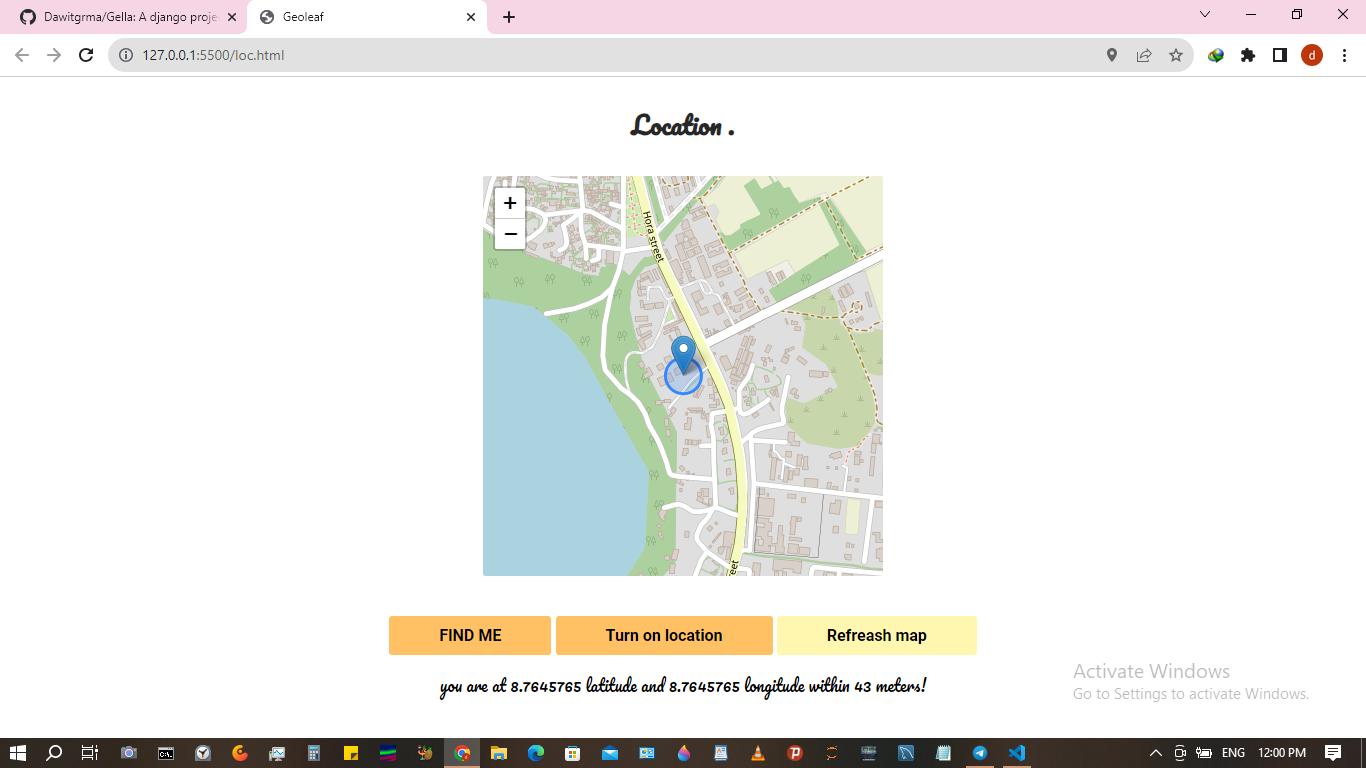 Dawitgrma/Gella: A django proje
Geoleaf
127.0.0.1:5500/loc.html
d
Location .
+
−
Hora street
eet
FIND ME
Turn on location
Refreash map
you are at 8.7645765 latitude and 8.7645765 longitude within 43 meters!
Activate Windows
Go to Settings to activate Windows.
ENG
12:00 PM